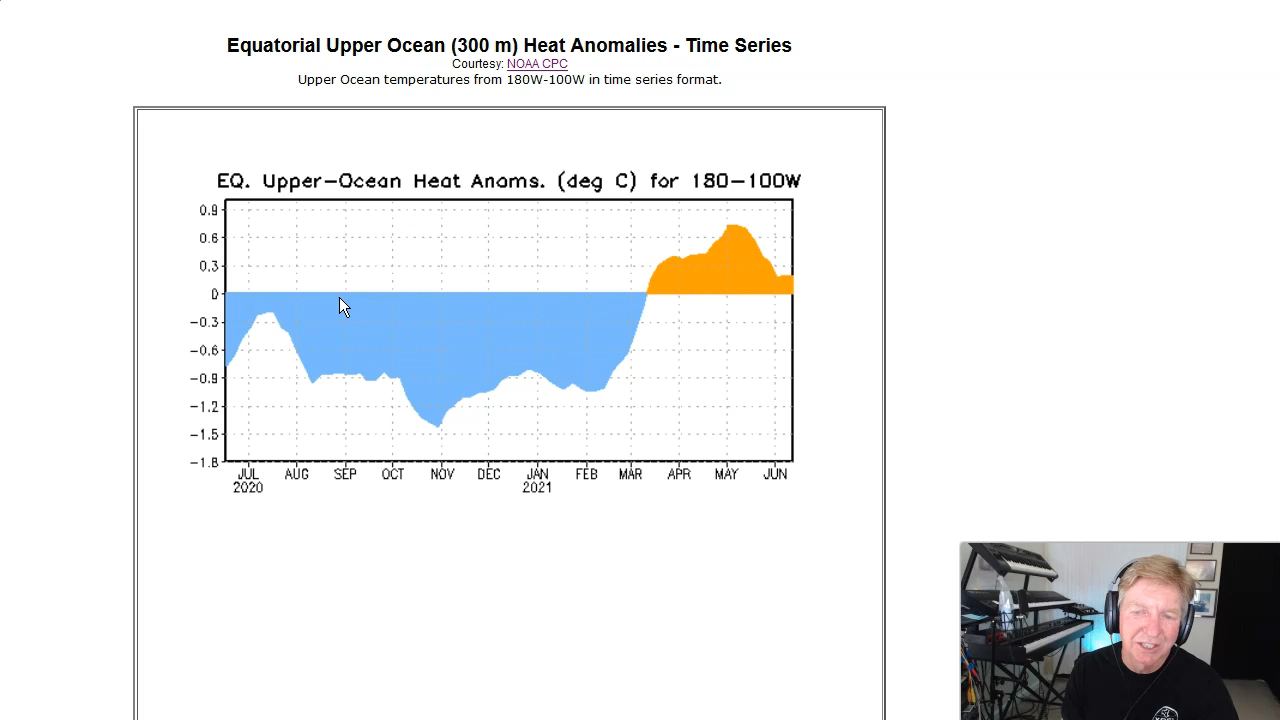 Equatorial Upper Ocean (300 m) Heat Anomalies - Time Series
Courtesy: NOAA CPC
Upper Ocean temperatures from 180W-100W in time series format.
EQ. Upper-Ocean Heat Anoms. (deg C) for 180-100W
0.9
0.6
0.3
0
-0.3
-0.6
-0.9
-1.2
-1.5
-1.8
JUL AUG SEP OCT NOV DEC JAN FEB MAR APR MAY JUN
2020 2021